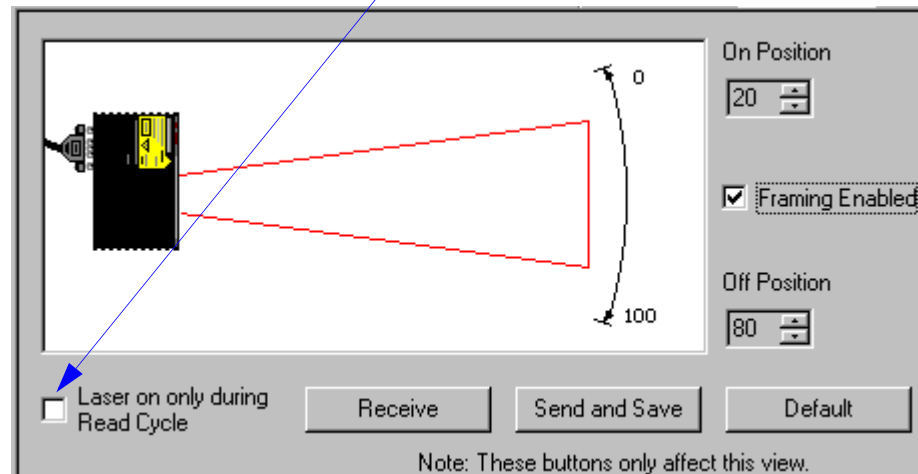 On Position
0
20
Framing Enabled
Off Position
100
80
Laser on only during
Read Cycle
Receive
Send and Save
Default
Note: These buttons only affect this view.